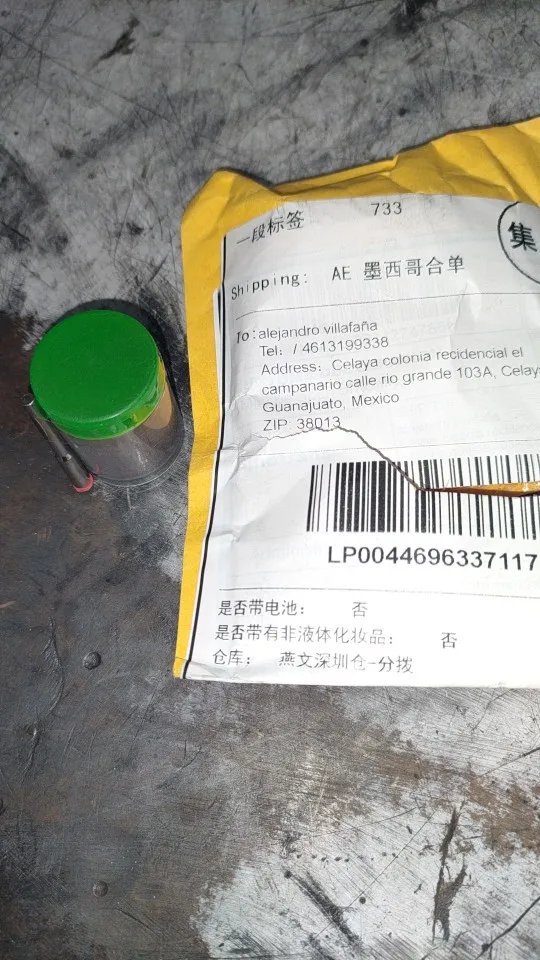 一段标签 733
集
Shipping: AE 墨西哥合单
To: alejandro villafaña
Tel: / 4613199338
Address: Celaya colonia recidencial el
campanario calle rio grande 103A, Celay
Guanajuato, Mexico
ZIP 38013
LP0044696337117
是否带电池： 否
是否带有非液体化妆品： 否
仓库： 燕文深圳仓-分拨